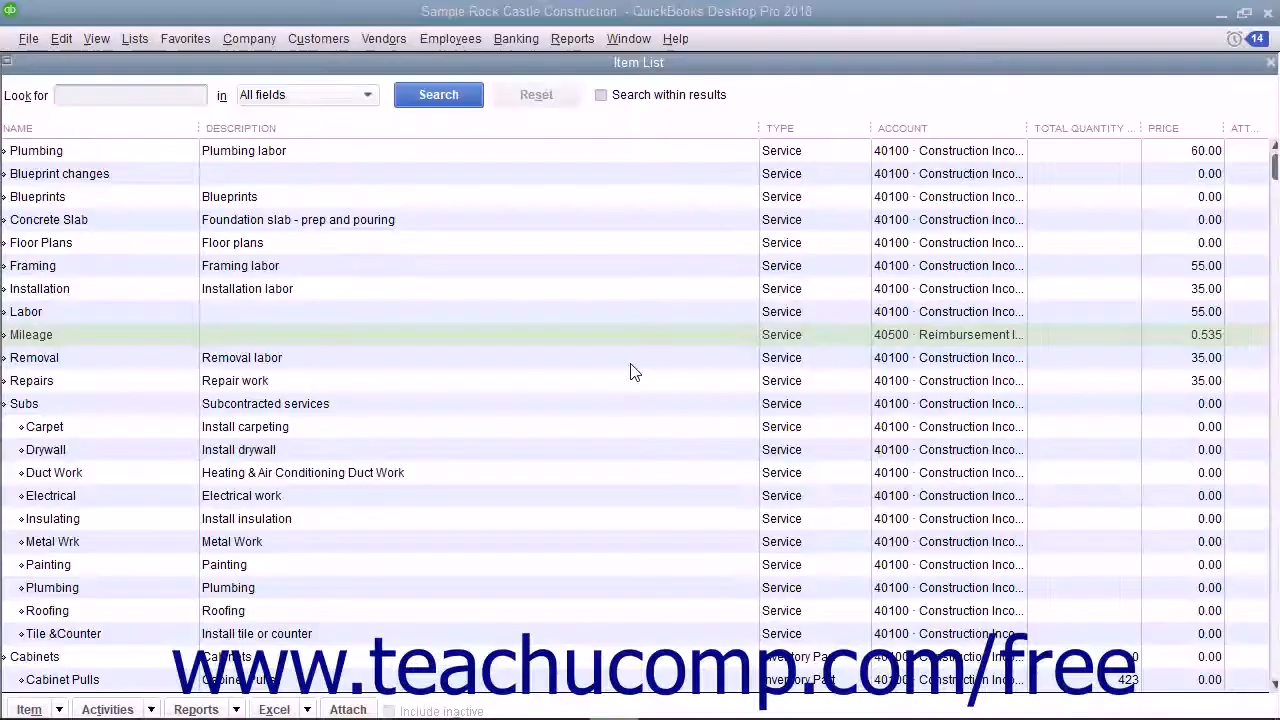 Sample Rock Castle Construction - QuickBooks Desktop Pro 2018
File Edit View Lists Favorites Company Customers Vendors Employees Banking Reports Window Help 14
Item List
Look for in All fields Search Reset Search within results
NAME DESCRIPTION TYPE ACCOUNT TOTAL QUANTITY ... PRICE ATT...
Plumbing Plumbing labor Service 40100 · Construction Inco... 60.00
Blueprint changes Service 40100 · Construction Inco... 0.00
Blueprints Blueprints Service 40100 · Construction Inco... 0.00
Concrete Slab Foundation slab - prep and pouring Service 40100 · Construction Inco... 0.00
Floor Plans Floor plans Service 40100 · Construction Inco... 0.00
Framing Framing labor Service 40100 · Construction Inco... 55.00
Installation Installation labor Service 40100 · Construction Inco... 35.00
Labor Service 40100 · Construction Inco... 55.00
Mileage Service 40500 · Reimbursement I... 0.535
Removal Removal labor Service 40100 · Construction Inco... 35.00
Repairs Repair work Service 40100 · Construction Inco... 35.00
Subs Subcontracted services Service 40100 · Construction Inco... 0.00
Carpet Install carpeting Service 40100 · Construction Inco... 0.00
Drywall Install drywall Service 40100 · Construction Inco... 0.00
Duct Work Heating & Air Conditioning Duct Work Service 40100 · Construction Inco... 0.00
Electrical Electrical work Service 40100 · Construction Inco... 0.00
Insulating Install insulation Service 40100 · Construction Inco... 0.00
Metal Wrk Metal Work Service 40100 · Construction Inco... 0.00
Painting Painting Service 40100 · Construction Inco... 0.00
Plumbing Plumbing Service 40100 · Construction Inco... 0.00
Roofing Roofing Service 40100 · Construction Inco... 0.00
Tile &Counter Install tile or counter Service 40100 · Construction Inco... 0.00
Cabinets Cabinets Inventory Part 0.00
Cabinet Pulls Cabinet Pulls Inventory Part 423 0.00
www.teachucomp.com/free
Item Activities Reports Excel Attach Include inactive